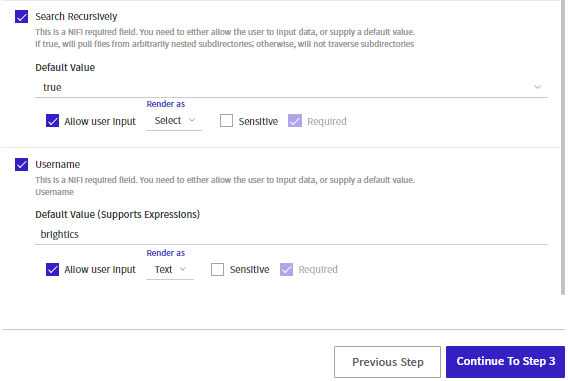 Search Recursively
This is a NIFI required field. You need to either allow the user to input data, or supply a default value.
If true, will pull files from arbitrarily nested subdirectories; otherwise, will not traverse subdirectories
Default Value
true
Render as
Allow user input
Select
Sensitive
Required
Username
This is a NIFI required field. You need to either allow the user to input data, or supply a default value.
Username
Default Value (Supports Expressions)
brightics
Render as
Allow user input
Text
Sensitive
Required
Previous Step
Continue To Step 3